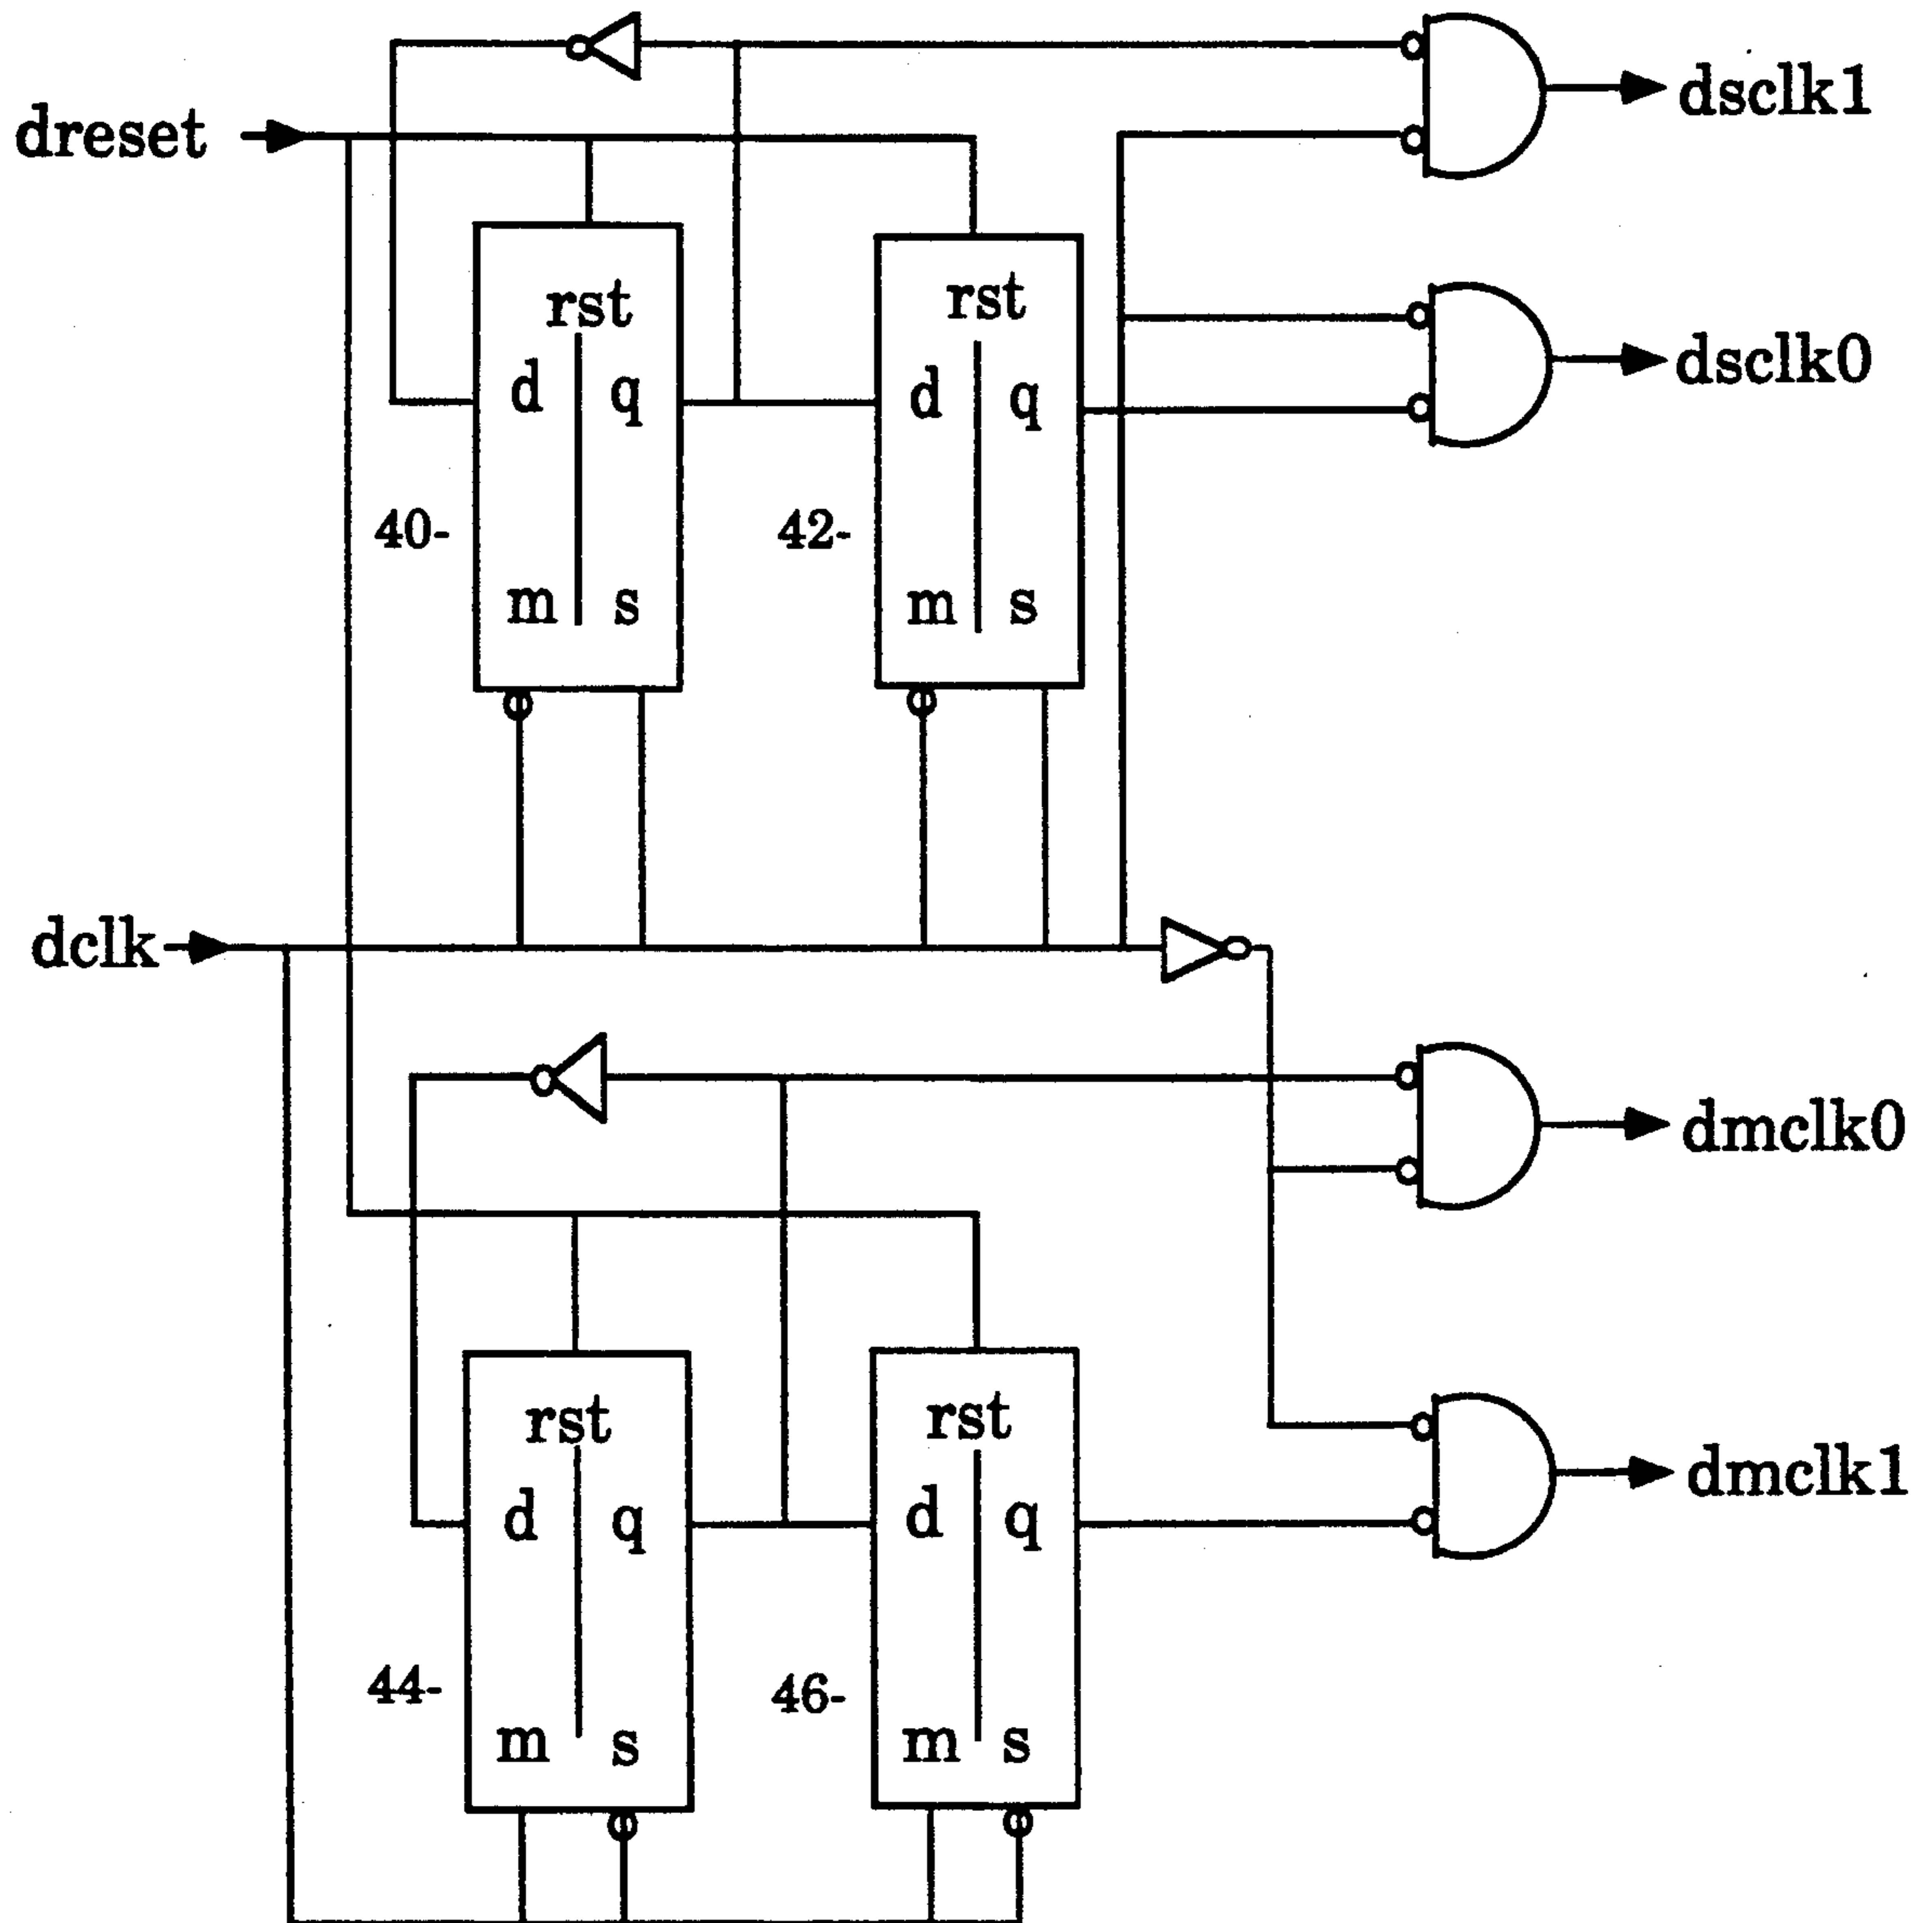 dsclk1
dreset
rst
d q
40-
m s
rst
d q
42-
m s
dsclk0
dclk
dmclk0
rst
d q
44-
m s
rst
d q
46-
m s
dmclk1